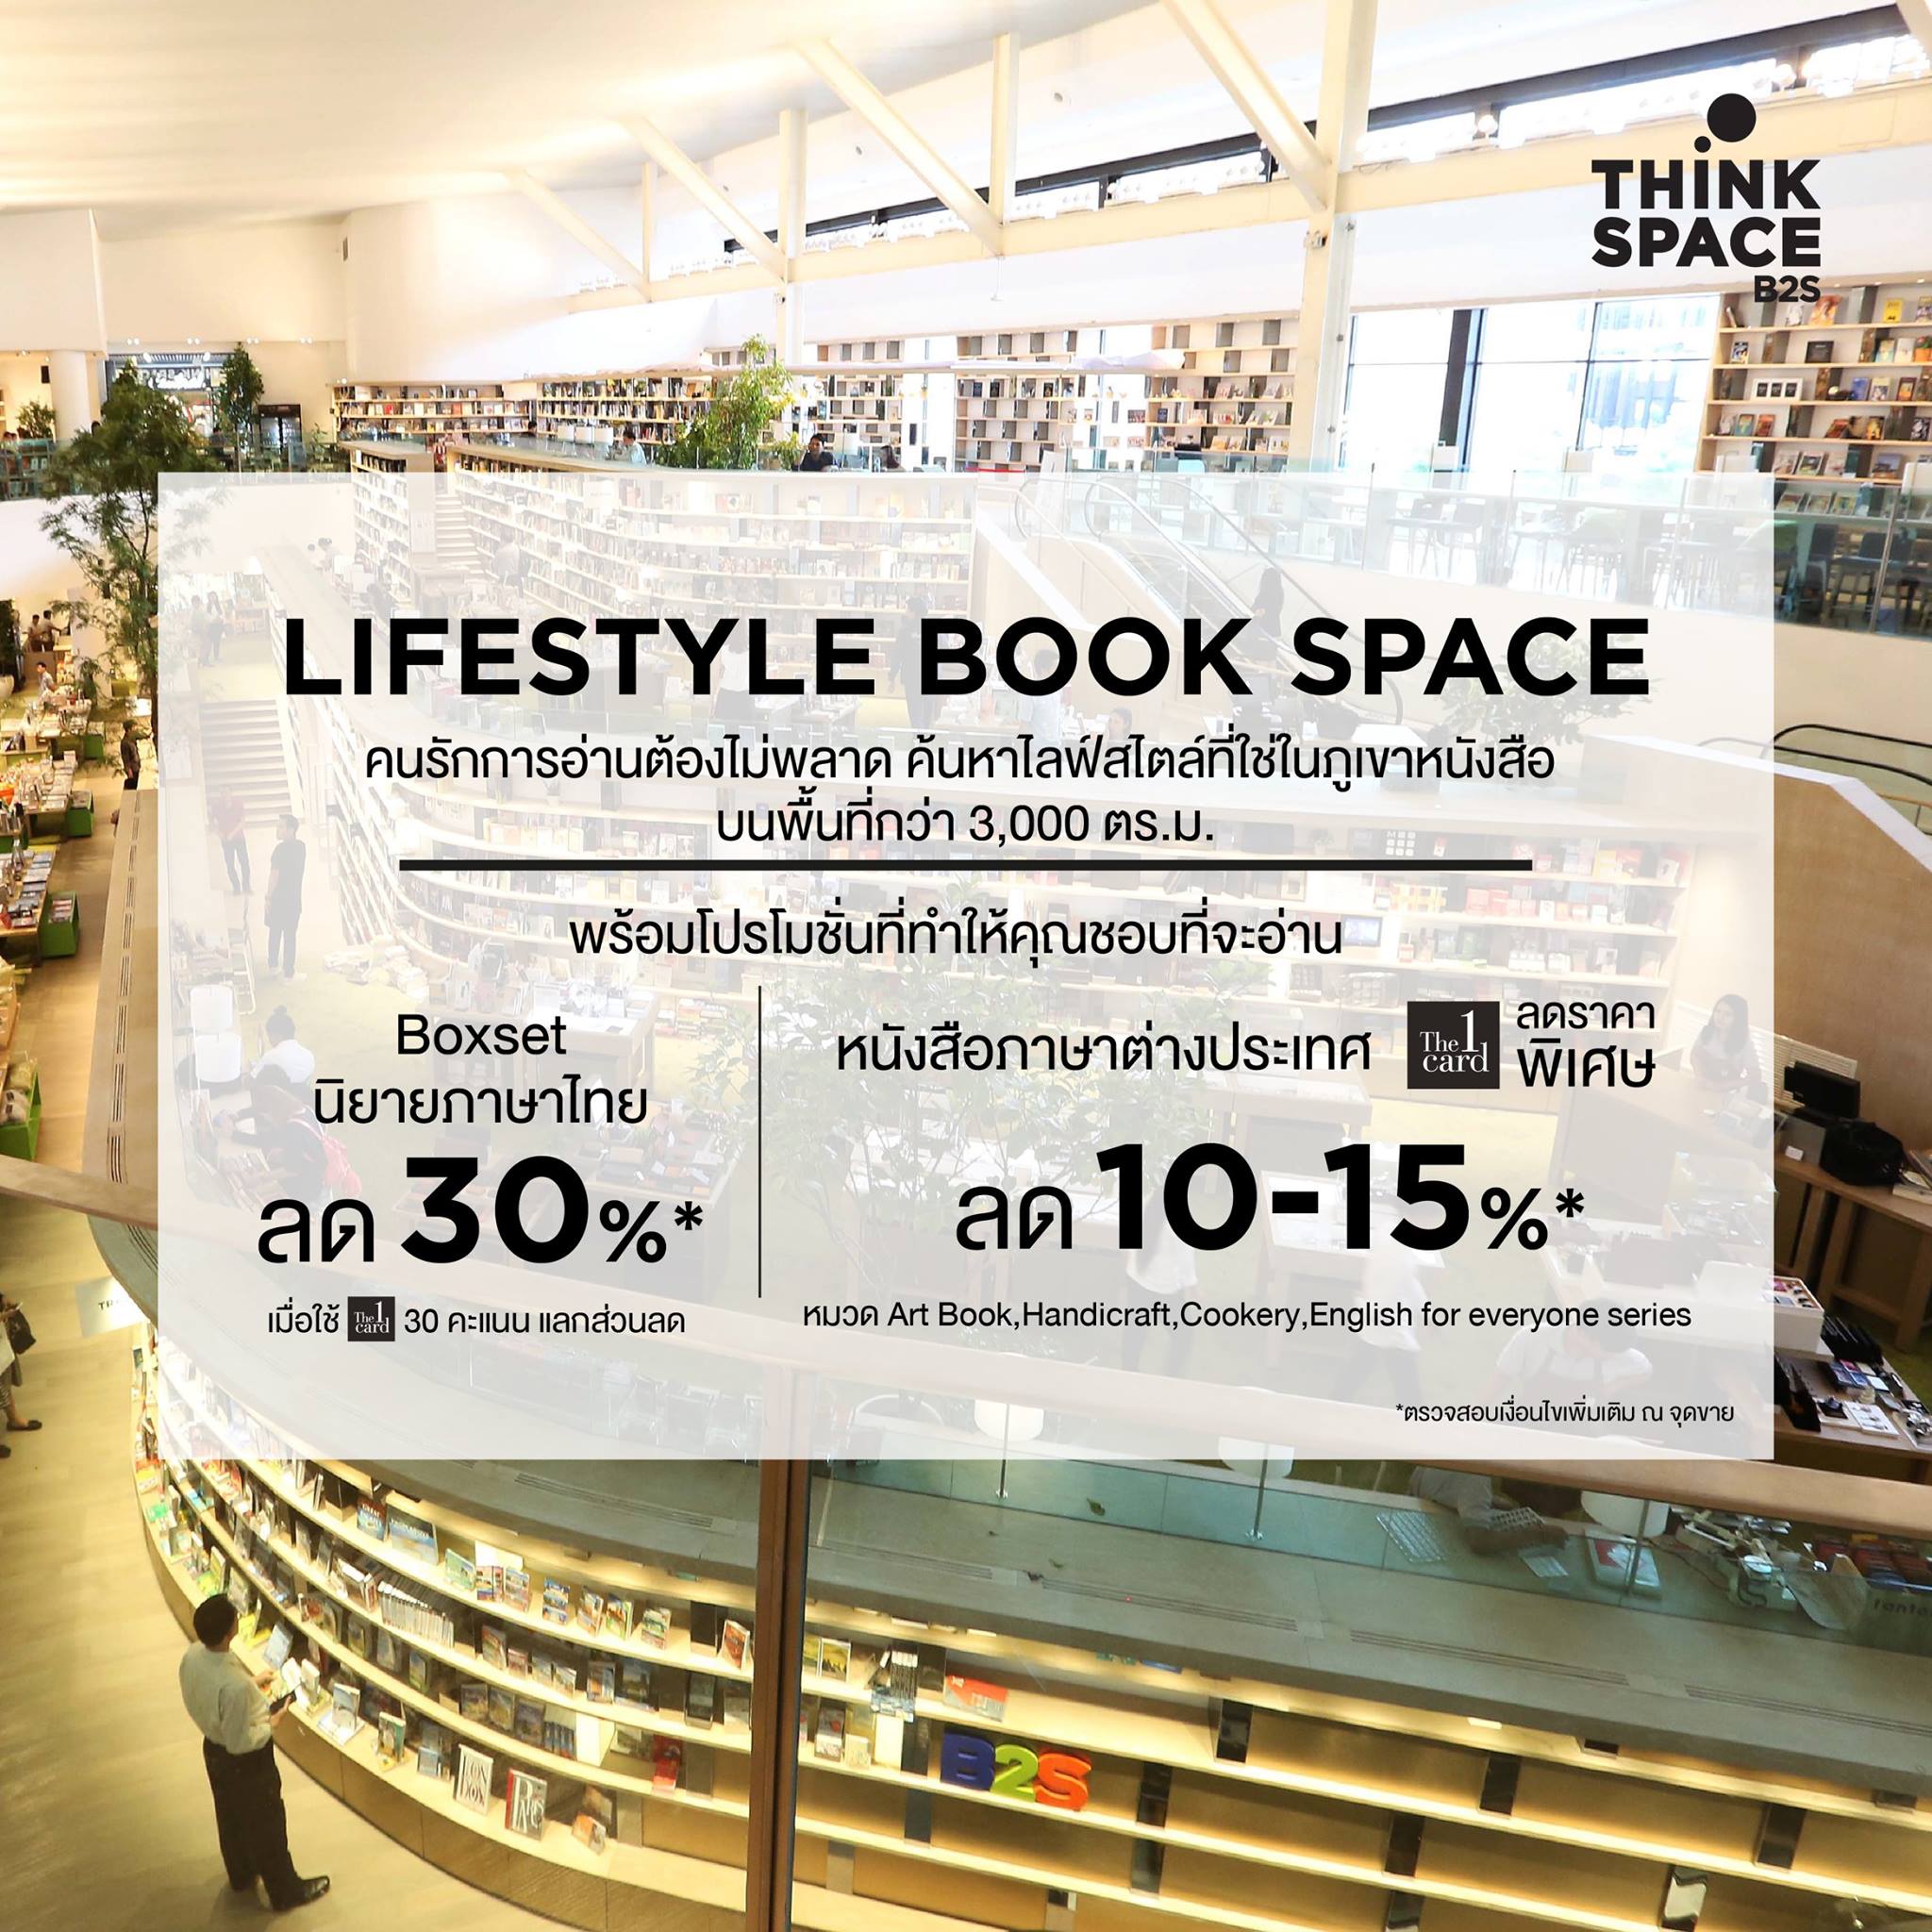 THiNK
SPACE
B2S
LIFESTYLE BOOK SPACE
คนรักการอ่านต้องไม่พลาด ค้นหาไลฟ์สไตล์ที่ใช่ในภูเขาหนังสือ
บนพื้นที่กว่า 3,000 ตร.ม.
พร้อมโปรโมชั่นที่ทำให้คุณชอบที่จะอ่าน
Boxset
นิยายภาษาไทย
ลด 30%*
เมื่อใช้ The 1 card 30 คะแนน แลกส่วนลด
หนังสือภาษาต่างประเทศ The 1 card ลดราคา
พิเศษ
ลด 10-15%*
หมวด Art Book,Handicraft,Cookery,English for everyone series
*ตรวจสอบเงื่อนไขเพิ่มเติม ณ จุดขาย
B2S